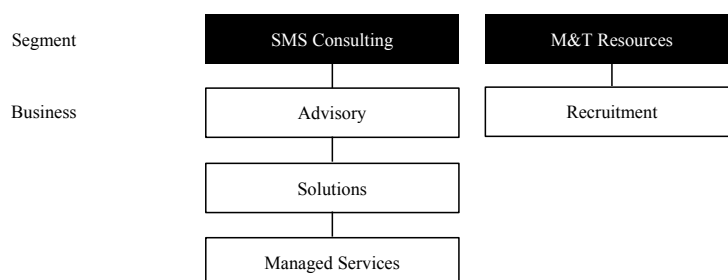 Segment SMS Consulting M&T Resources
Business Advisory Recruitment
Solutions
Managed Services